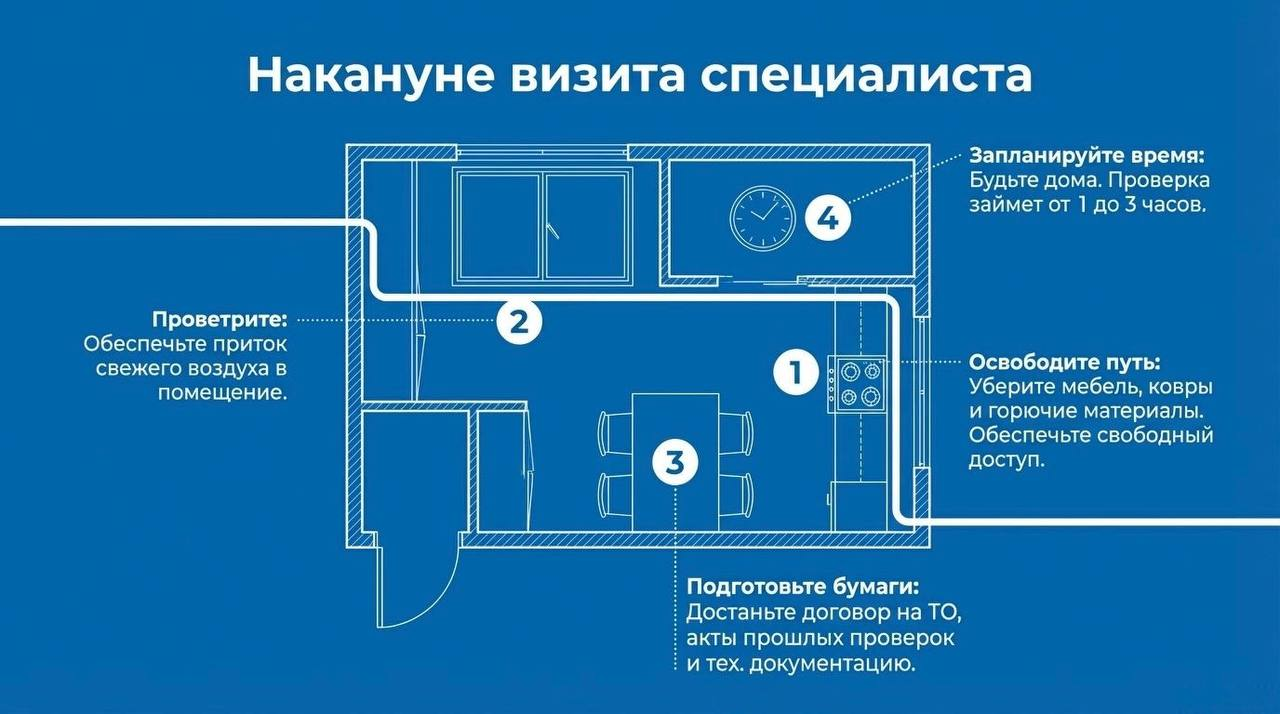 Накануне визита специалиста
4
Запланируйте время:
Будьте дома. Проверка
займет от 1 до 3 часов.
Проветрите:
Обеспечьте приток
свежего воздуха в
помещение.
2
1
Освободите путь:
Уберите мебель, ковры
и горючие материалы.
Обеспечьте свободный
доступ.
3
Подготовьте бумаги:
Достаньте договор на ТО,
акты прошлых проверок
и тех. документацию.